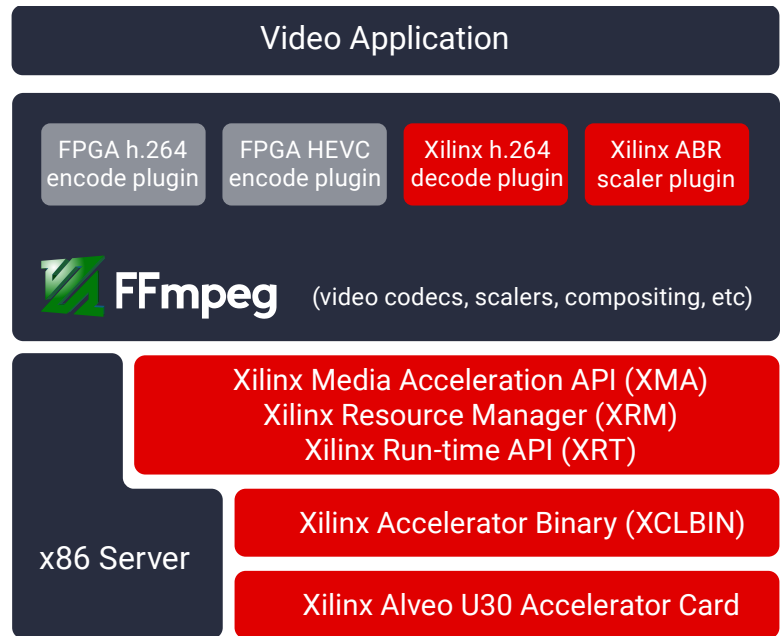 Video Application
FPGA h.264
encode plugin
FPGA HEVC
encode plugin
Xilinx h.264
decode plugin
Xilinx ABR
scaler plugin
FFmpeg
(video codecs, scalers, compositing, etc)
Xilinx Media Acceleration API (XMA)
Xilinx Resource Manager (XRM)
Xilinx Run-time API (XRT)
Xilinx Accelerator Binary (XCLBIN)
x86 Server
Xilinx Alveo U30 Accelerator Card